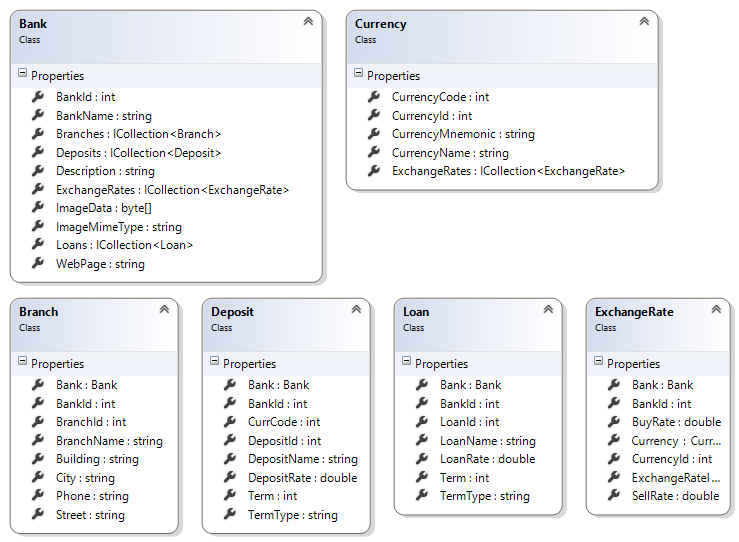 Bank
Class
Properties
BankId : int
BankName : string
Branches : ICollection<Branch>
Deposits : ICollection<Deposit>
Description : string
ExchangeRates : ICollection<ExchangeRate>
ImageData : byte[]
ImageMimeType : string
Loans : ICollection<Loan>
WebPage : string
Currency
Class
Properties
CurrencyCode : int
CurrencyId : int
CurrencyMnemonic : string
CurrencyName : string
ExchangeRates : ICollection<ExchangeRate>
Branch
Class
Properties
Bank : Bank
BankId : int
BranchId : int
BranchName : string
Building : string
City : string
Phone : string
Street : string
Deposit
Class
Properties
Bank : Bank
BankId : int
CurrCode : int
DepositId : int
DepositName : string
DepositRate : double
Term : int
TermType : string
Loan
Class
Properties
Bank : Bank
BankId : int
LoanId : int
LoanName : string
LoanRate : double
Term : int
TermType : string
ExchangeRate
Class
Properties
Bank : Bank
BankId : int
BuyRate : double
Currency : Curr...
CurrencyId : int
ExchangeRateI...
SellRate : double